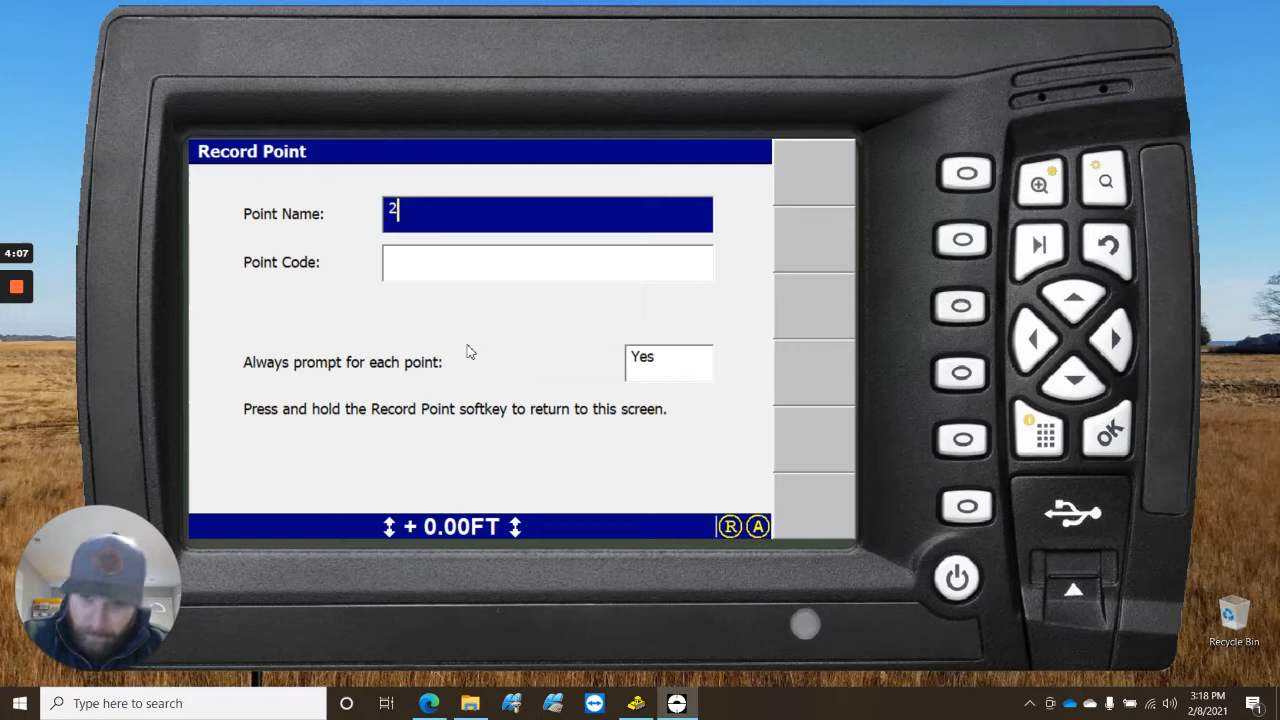 Record Point
Point Name: 2
Point Code:
4:07
Always prompt for each point: Yes
Press and hold the Record Point softkey to return to this screen.
OK
+ 0.00FT
R A
Recycle Bin
Type here to search
3:18 PM
2/8/2021
1